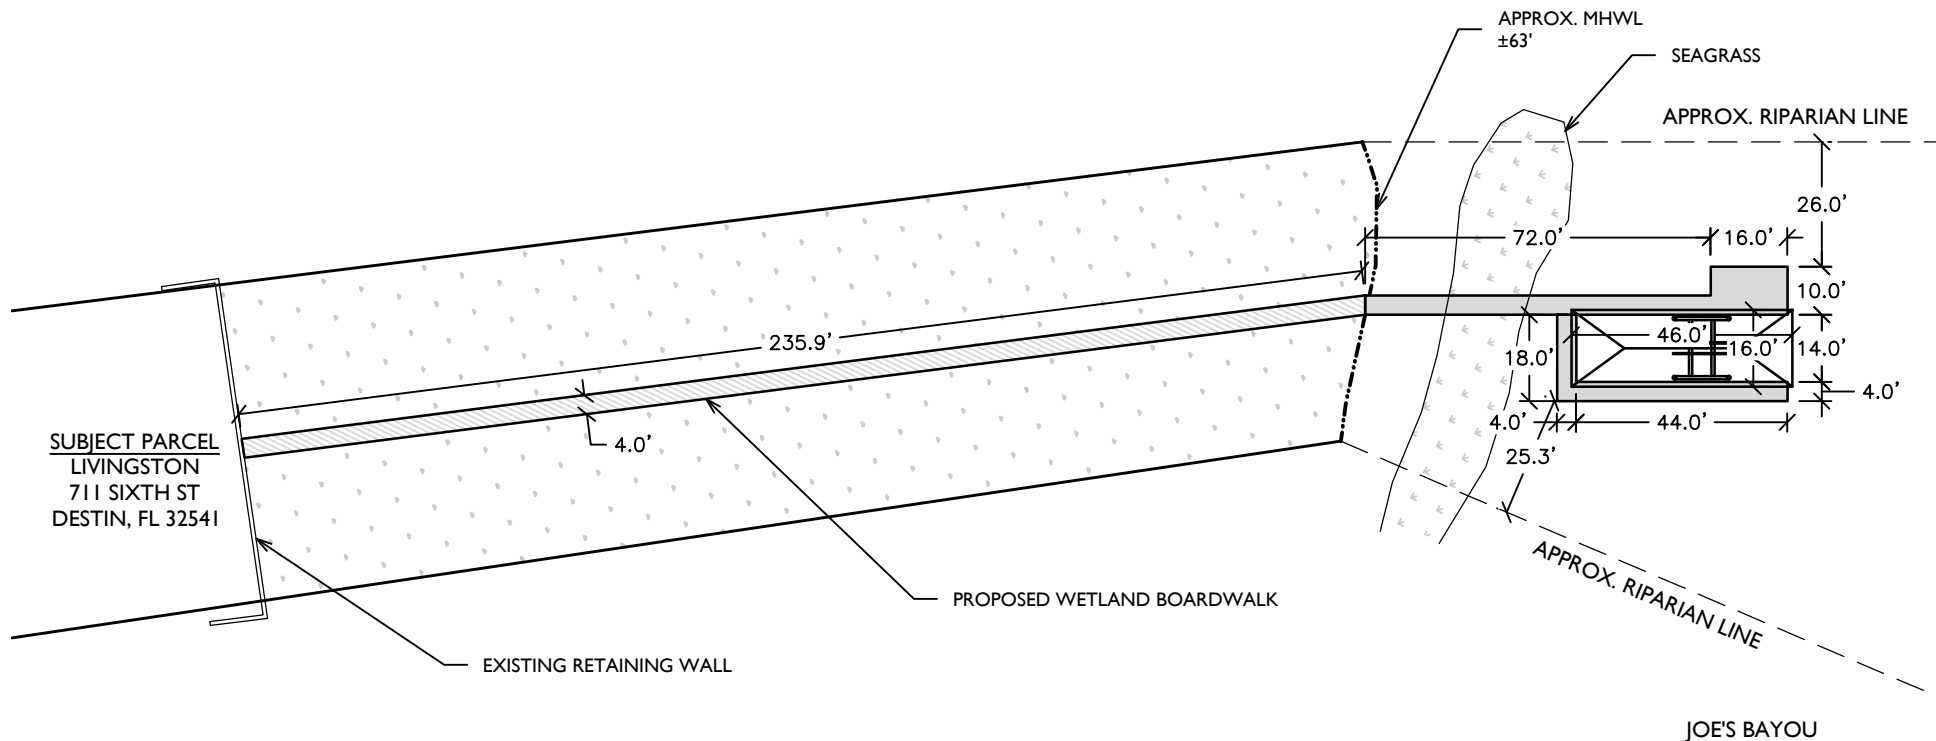 APPROX. MHWL
±63'
SEAGRASS
APPROX. RIPARIAN LINE
26.0'
72.0'
16.0'
10.0'
235.9'
46.0'
16.0'
14.0'
18.0'
4.0'
4.0'
44.0'
25.3'
4.0'
SUBJECT PARCEL
LIVINGSTON
711 SIXTH ST
DESTIN, FL 32541
APPROX. RIPARIAN LINE
PROPOSED WETLAND BOARDWALK
EXISTING RETAINING WALL
JOE'S BAYOU